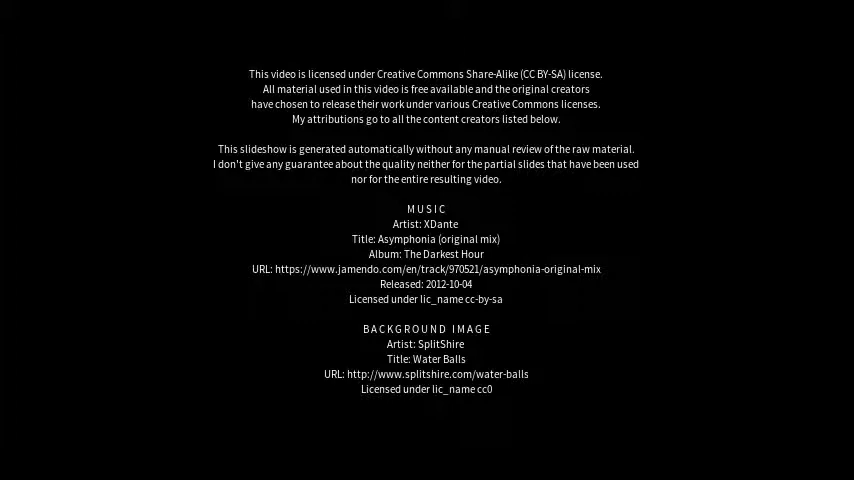 This video is licensed under Creative Commons Share-Alike (CC BY-SA) license.
All material used in this video is free available and the original creators
have chosen to release their work under various Creative Commons licenses.
My attributions go to all the content creators listed below.
This slideshow is generated automatically without any manual review of the raw material.
I don't give any guarantee about the quality neither for the partial slides that have been used
nor for the entire resulting video.
M U S I C
Artist: XDante
Title: Asymphonia (original mix)
Album: The Darkest Hour
URL: https://www.jamendo.com/en/track/970521/asymphonia-original-mix
Released: 2012-10-04
Licensed under lic_name cc-by-sa
B A C K G R O U N D   I M A G E
Artist: SplitShire
Title: Water Balls
URL: http://www.splitshire.com/water-balls
Licensed under lic_name cc0